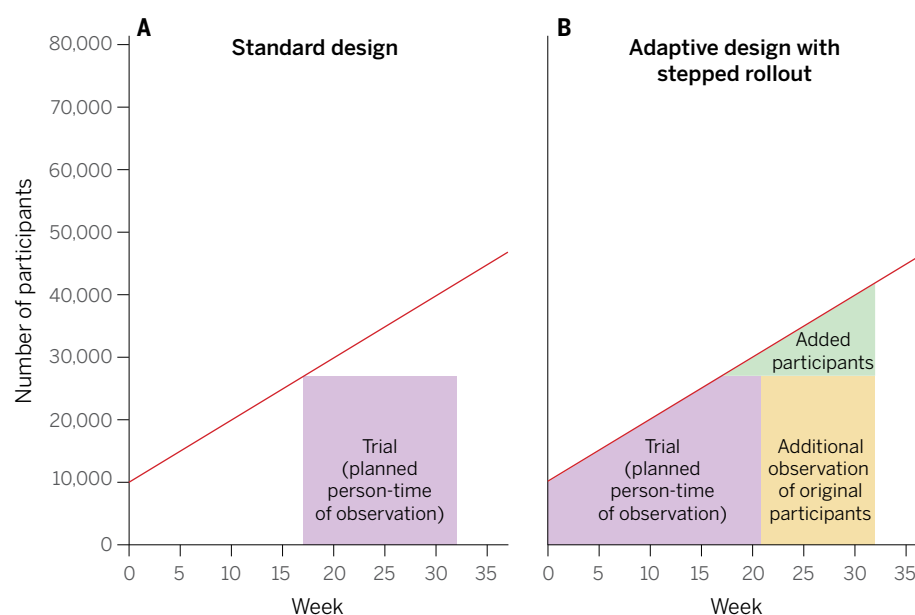 A
Standard design
B
Adaptive design with
stepped rollout
Number of participants
80,000
70,000
60,000
50,000
40,000
30,000
20,000
10,000
0
Trial
(planned
person-time
of observation)
0 5 10 15 20 25 30 35
Week
Added
participants
Trial
(planned
person-time
of observation)
Additional
observation
of original
participants
0 5 10 15 20 25 30 35
Week